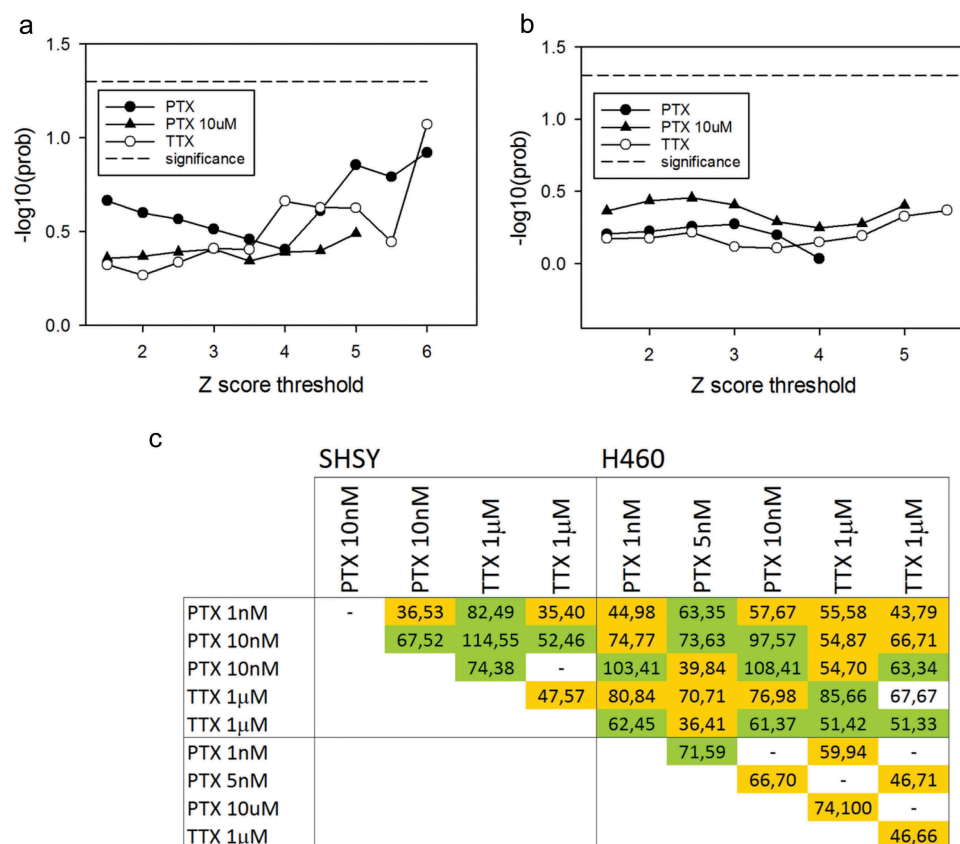 a
1.5
1.0
0.5
0.0
-log10(prob)
PTX
PTX 10uM
TTX
significance
2
3
4
5
6
Z score threshold
b
1.5
1.0
0.5
0.0
-log10(prob)
PTX
PTX 10uM
TTX
significance
2
3
4
5
Z score threshold
c
SHSY H460
PTX 10nM PTX 10nM TTX 1µM TTX 1µM PTX 1nM PTX 5nM PTX 10nM TTX 1µM TTX 1µM
PTX 1nM - 36,53 82,49 35,40 44,98 63,35 57,67 55,58 43,79
PTX 10nM 67,52 114,55 52,46 74,77 73,63 97,57 54,87 66,71
PTX 10nM 74,38 - 103,41 39,84 108,41 54,70 63,34
TTX 1µM 47,57 80,84 70,71 76,98 85,66 67,67
TTX 1µM 62,45 36,41 61,37 51,42 51,33
PTX 1nM 71,59 - 59,94 -
PTX 5nM 66,70 - 46,71
PTX 10uM 74,100 -
TTX 1µM 46,66